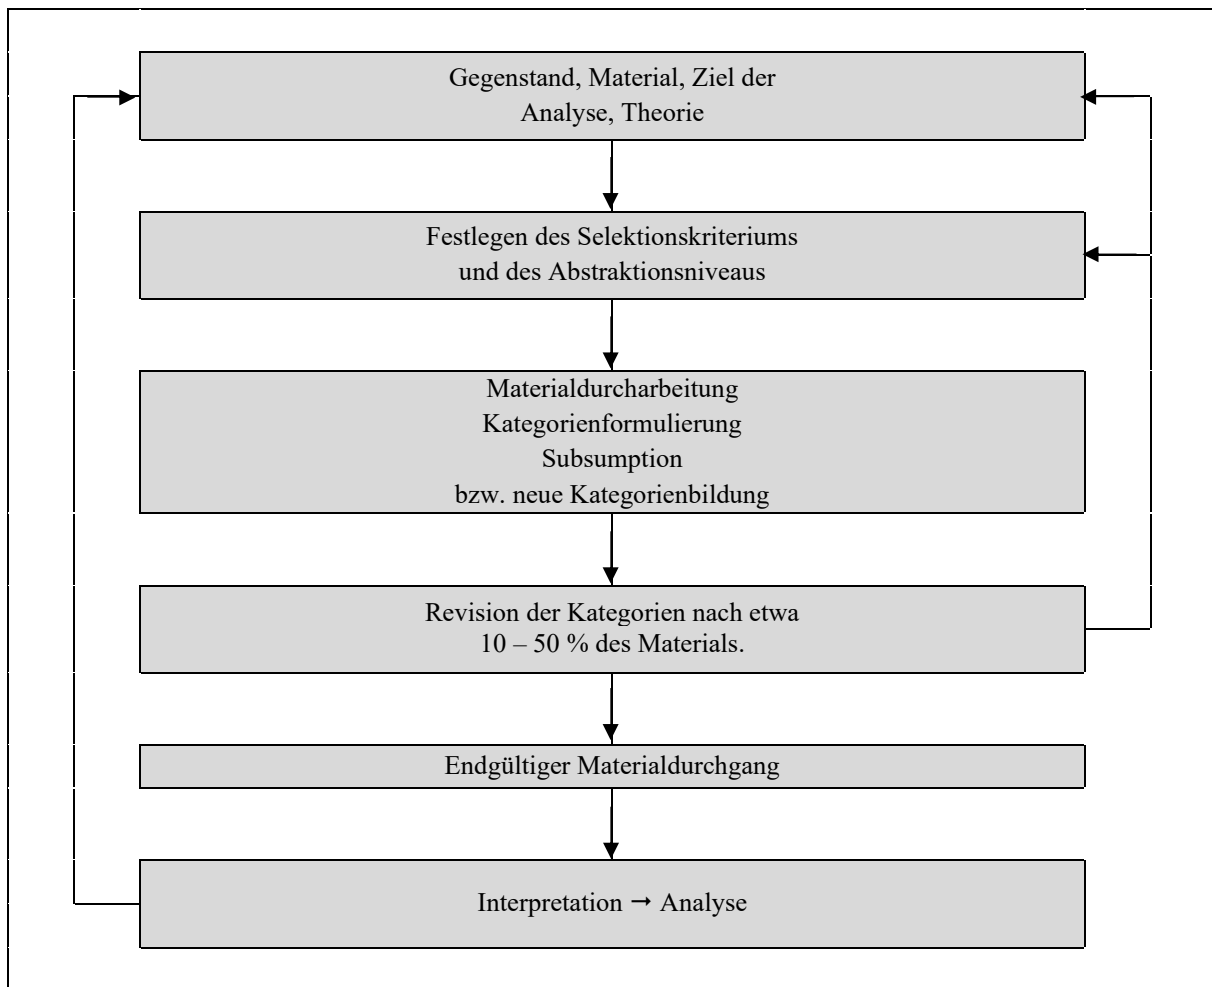 Gegenstand, Material, Ziel der
Analyse, Theorie
Festlegen des Selektionskriteriums
und des Abstraktionsniveaus
Materialdurcharbeitung
Kategorienformulierung
Subsumption
bzw. neue Kategorienbildung
Revision der Kategorien nach etwa
10 – 50 % des Materials.
Endgültiger Materialdurchgang
Interpretation → Analyse